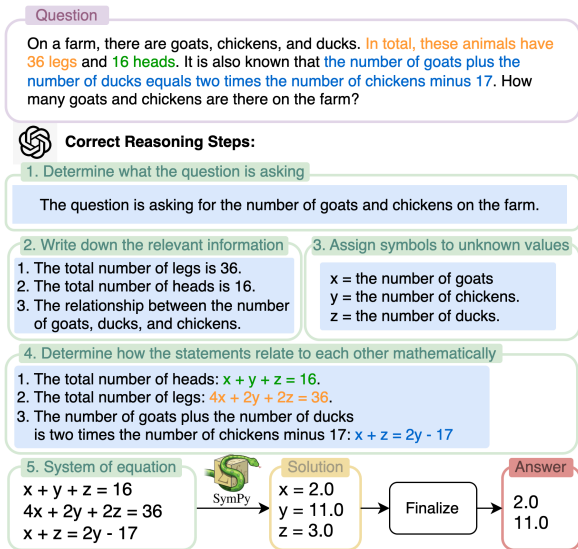 Question
On a farm, there are goats, chickens, and ducks. In total, these animals have
36 legs and 16 heads. It is also known that the number of goats plus the
number of ducks equals two times the number of chickens minus 17. How
many goats and chickens are there on the farm?
Correct Reasoning Steps:
1. Determine what the question is asking
The question is asking for the number of goats and chickens on the farm.
2. Write down the relevant information
1. The total number of legs is 36.
2. The total number of heads is 16.
3. The relationship between the number
of goats, ducks, and chickens.
3. Assign symbols to unknown values
x = the number of goats
y = the number of chickens.
z = the number of ducks.
4. Determine how the statements relate to each other mathematically
1. The total number of heads: x + y + z = 16.
2. The total number of legs: 4x + 2y + 2z = 36.
3. The number of goats plus the number of ducks
is two times the number of chickens minus 17: x + z = 2y - 17
5. System of equation
x + y + z = 16
4x + 2y + 2z = 36
x + z = 2y - 17
SymPy
Solution
x = 2.0
y = 11.0
z = 3.0
Finalize
Answer
2.0
11.0